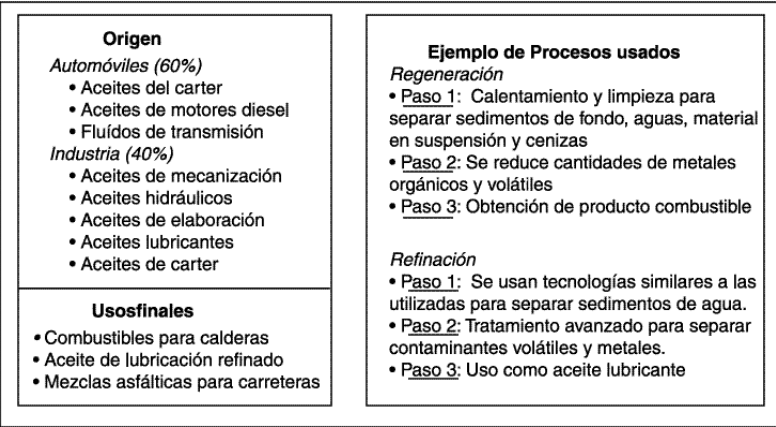 Origen
Automóviles (60%)
• Aceites del carter
• Aceites de motores diesel
• Fluídos de transmisión
Industria (40%)
• Aceites de mecanización
• Aceites hidráulicos
• Aceites de elaboración
• Aceites lubricantes
• Aceites de carter
Usosfinales
• Combustibles para calderas
• Aceite de lubricación refinado
• Mezclas asfálticas para carreteras
Ejemplo de Procesos usados
Regeneración
• Paso 1: Calentamiento y limpieza para
separar sedimentos de fondo, aguas, material
en suspensión y cenizas
• Paso 2: Se reduce cantidades de metales
orgánicos y volátiles
• Paso 3: Obtención de producto combustible
Refinación
• Paso 1: Se usan tecnologías similares a las
utilizadas para separar sedimentos de agua.
• Paso 2: Tratamiento avanzado para separar
contaminantes volátiles y metales.
• Paso 3: Uso como aceite lubricante